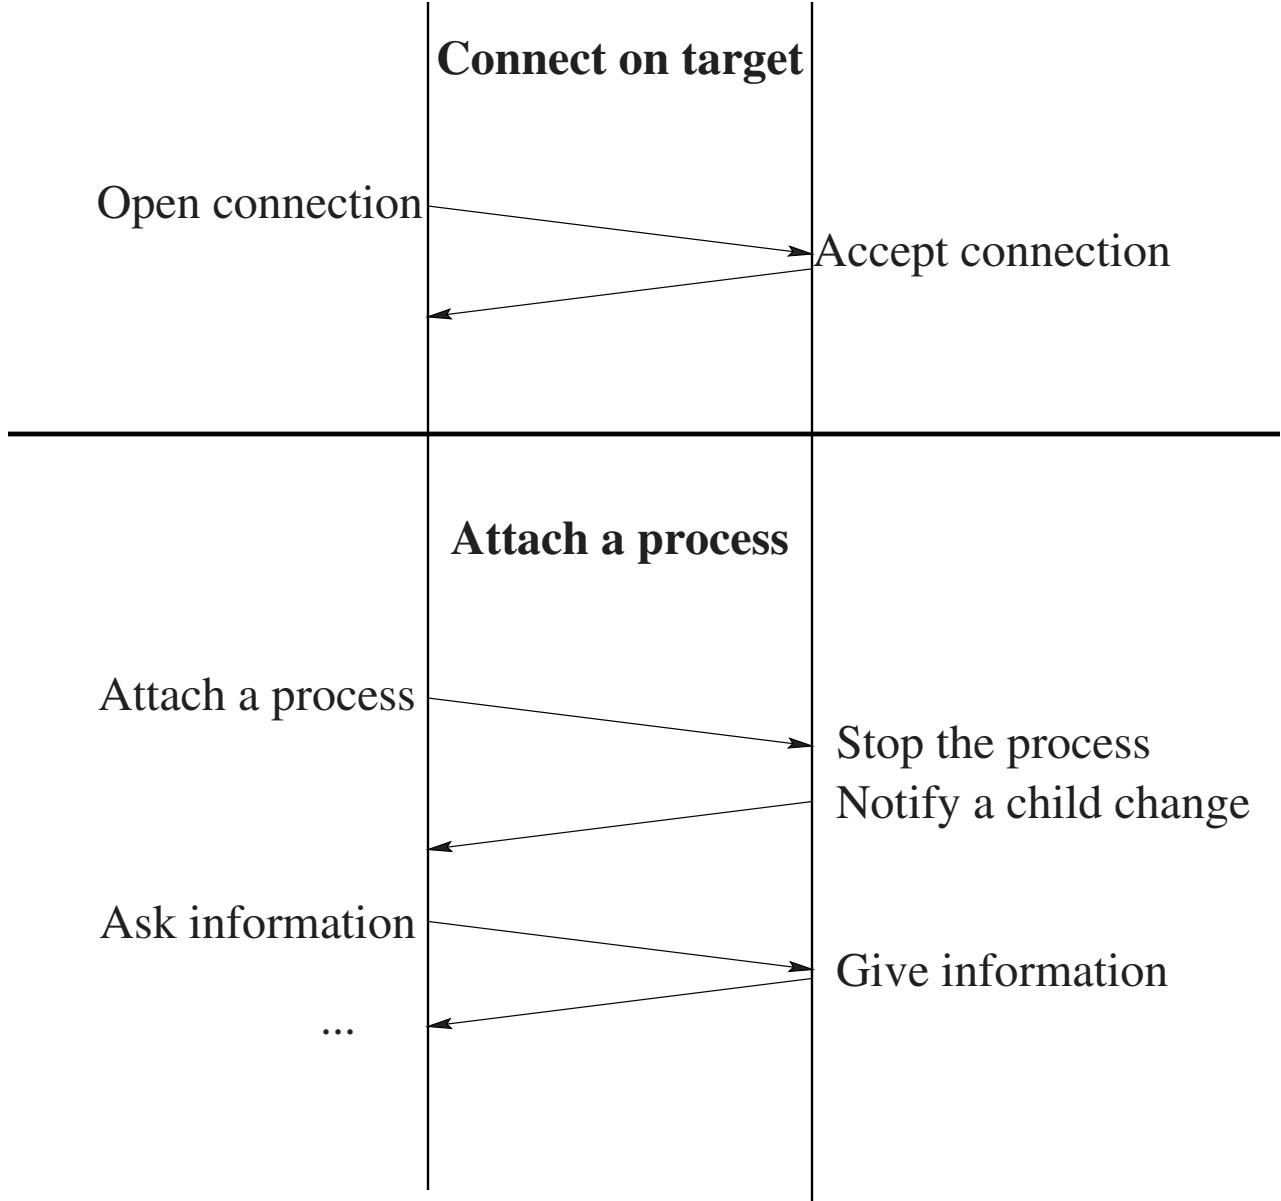 Connect on target
Open connection
Accept connection
Attach a process
Attach a process
Stop the process
Notify a child change
Ask information
Give information
...